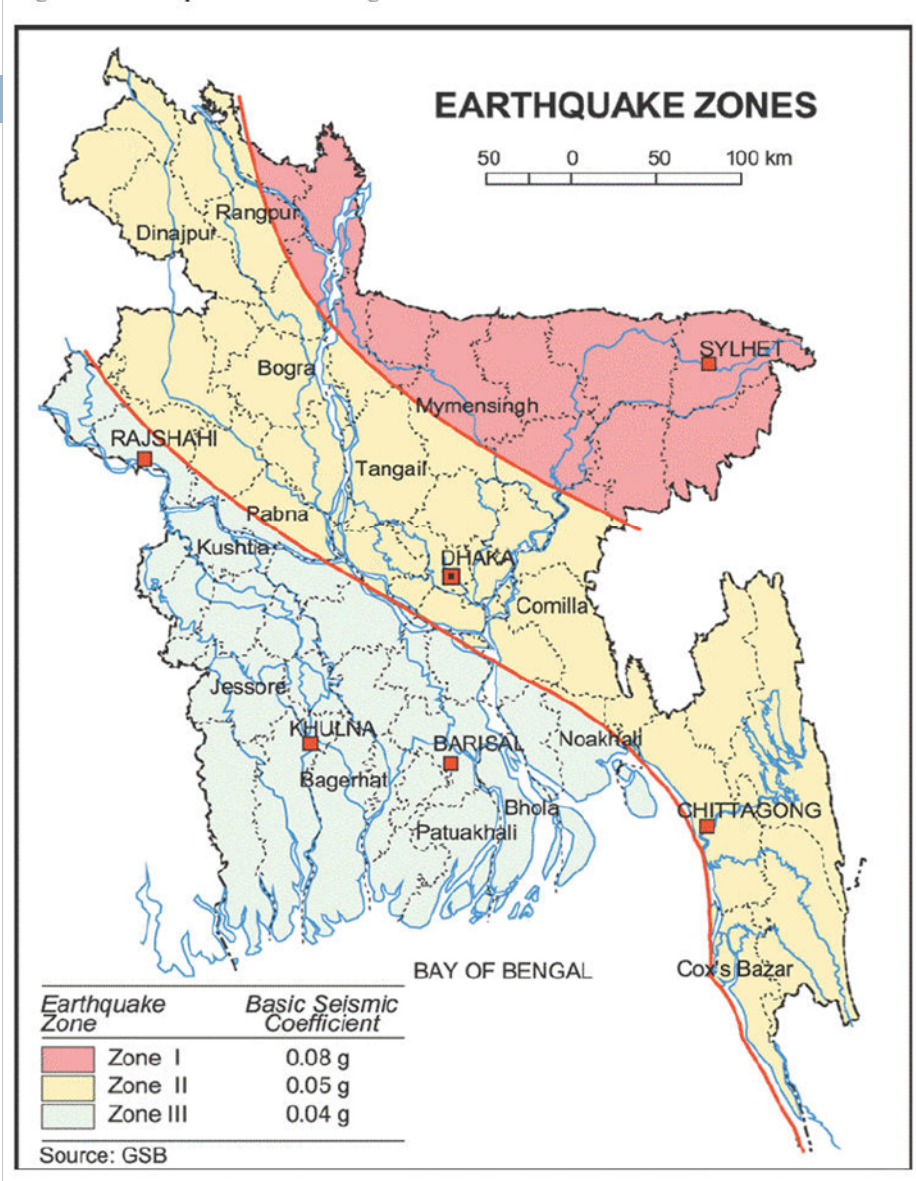 EARTHQUAKE ZONES
50 0 50 100 km
Rangpur
Dinajpur
SYLHET
Bogra
Mymensingh
RAJSHAHI
Tangail
Pabna
Kushtia
DHAKA
Comilla
Jessore
KHULNA
BARISAL
Noakhali
Bagerhat
Bhola
CHITTAGONG
Patuakhali
BAY OF BENGAL
Cox's Bazar
Earthquake Zone Basic Seismic Coefficient
Zone I 0.08 g
Zone II 0.05 g
Zone III 0.04 g
Source: GSB